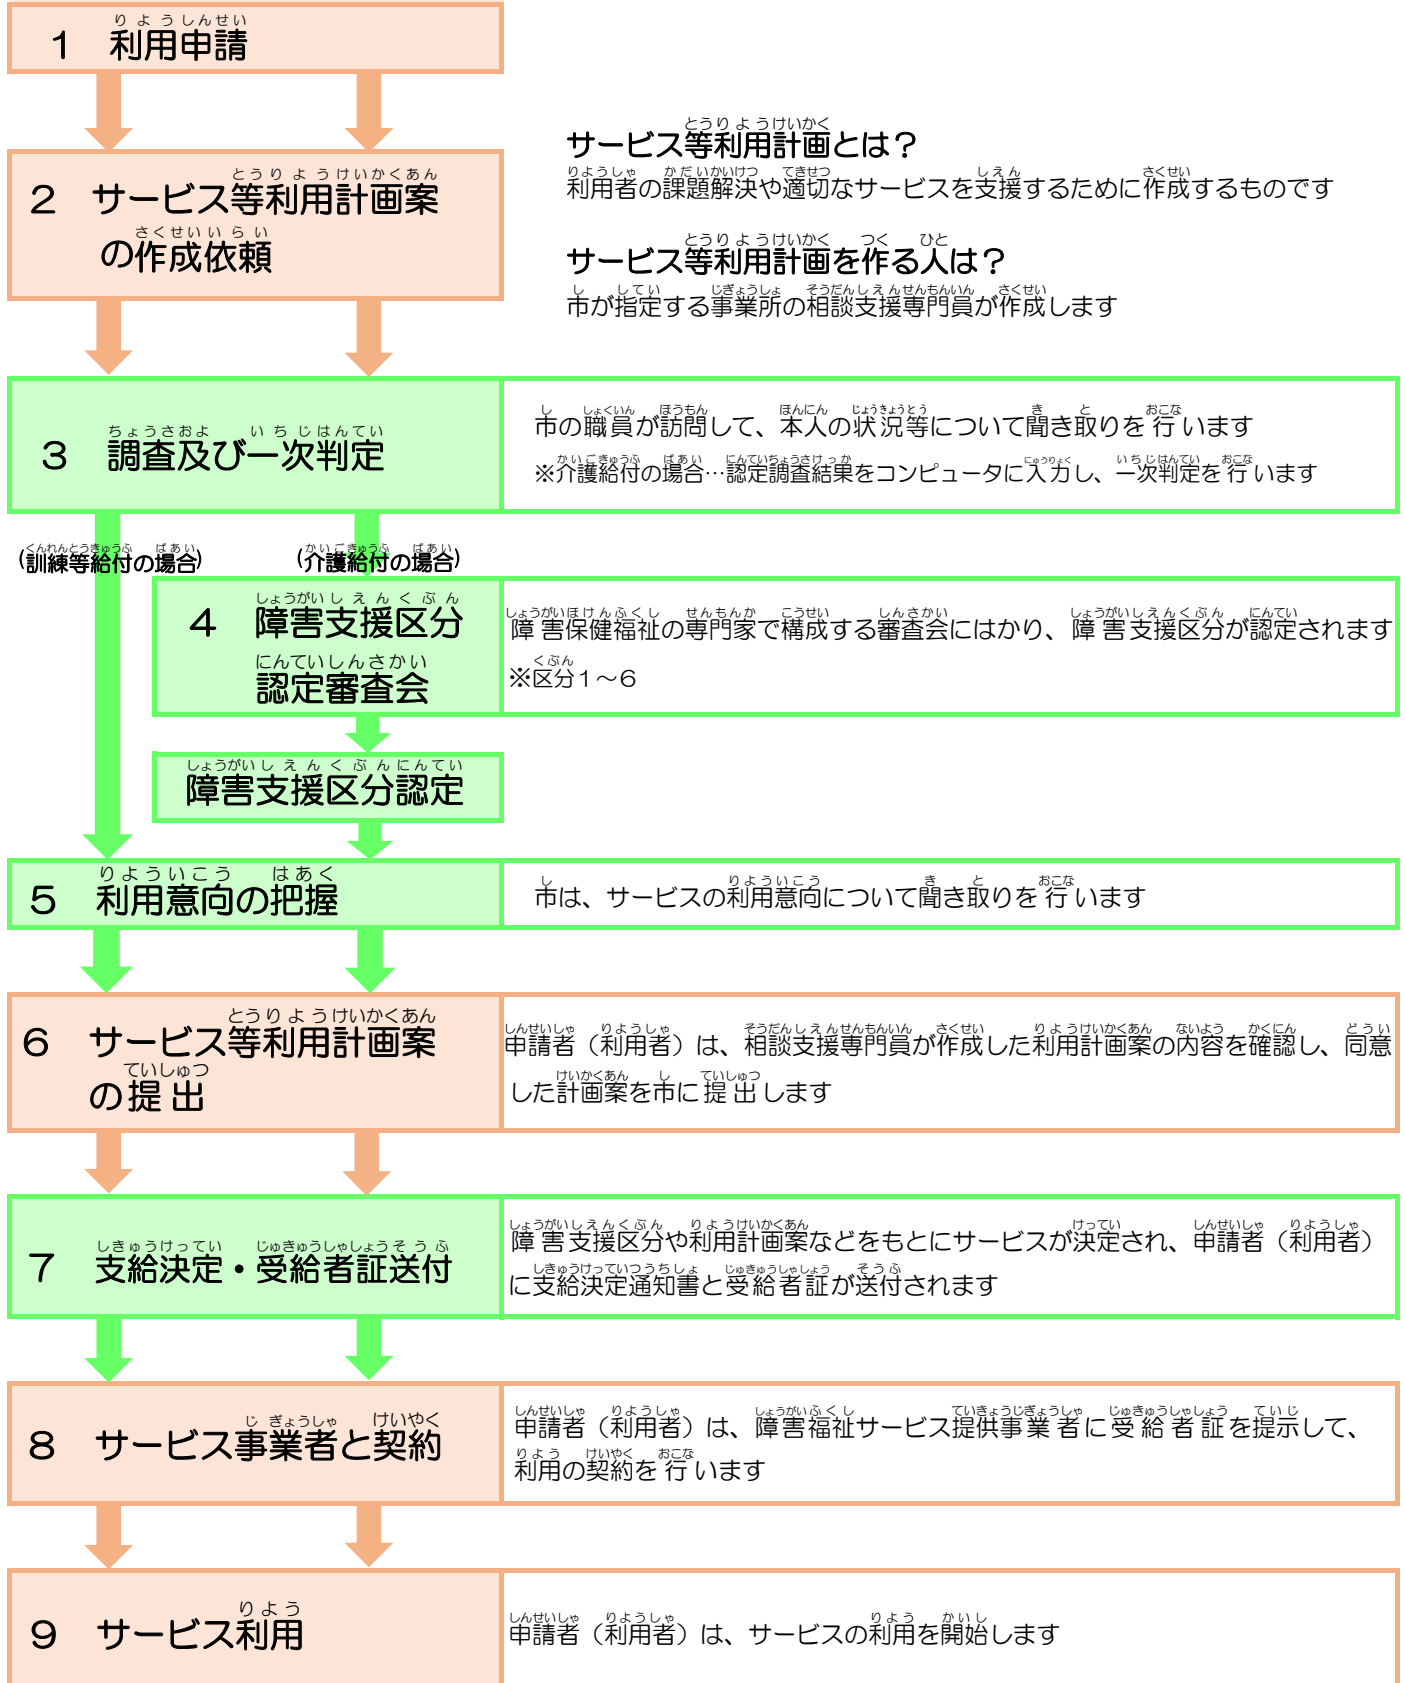 １　利用申請
２　サービス等利用計画案
の作成依頼
サービス等利用計画とは？
利用者の課題解決や適切なサービスを支援するために作成するものです
サービス等利用計画を作る人は？
市が指定する事業所の相談支援専門員が作成します
３　調査及び一次判定
市の職員が訪問して、本人の状況等について聞き取りを行います
※介護給付の場合…認定調査結果をコンピュータに入力し、一次判定を行います
(訓練等給付の場合)
(介護給付の場合)
４　障害支援区分
認定審査会
障害保健福祉の専門家で構成する審査会にはかり、障害支援区分が認定されます
※区分１～６
障害支援区分認定
５　利用意向の把握
市は、サービスの利用意向について聞き取りを行います
６　サービス等利用計画案
の提出
申請者（利用者）は、相談支援専門員が作成した利用計画案の内容を確認し、同意
した計画案を市に提出します
７　支給決定・受給者証送付
障害支援区分や利用計画案などをもとにサービスが決定され、申請者（利用者）
に支給決定通知書と受給者証が送付されます
８　サービス事業者と契約
申請者（利用者）は、障害福祉サービス提供事業者に受給者証を提示して、
利用の契約を行います
９　サービス利用
申請者（利用者）は、サービスの利用を開始します